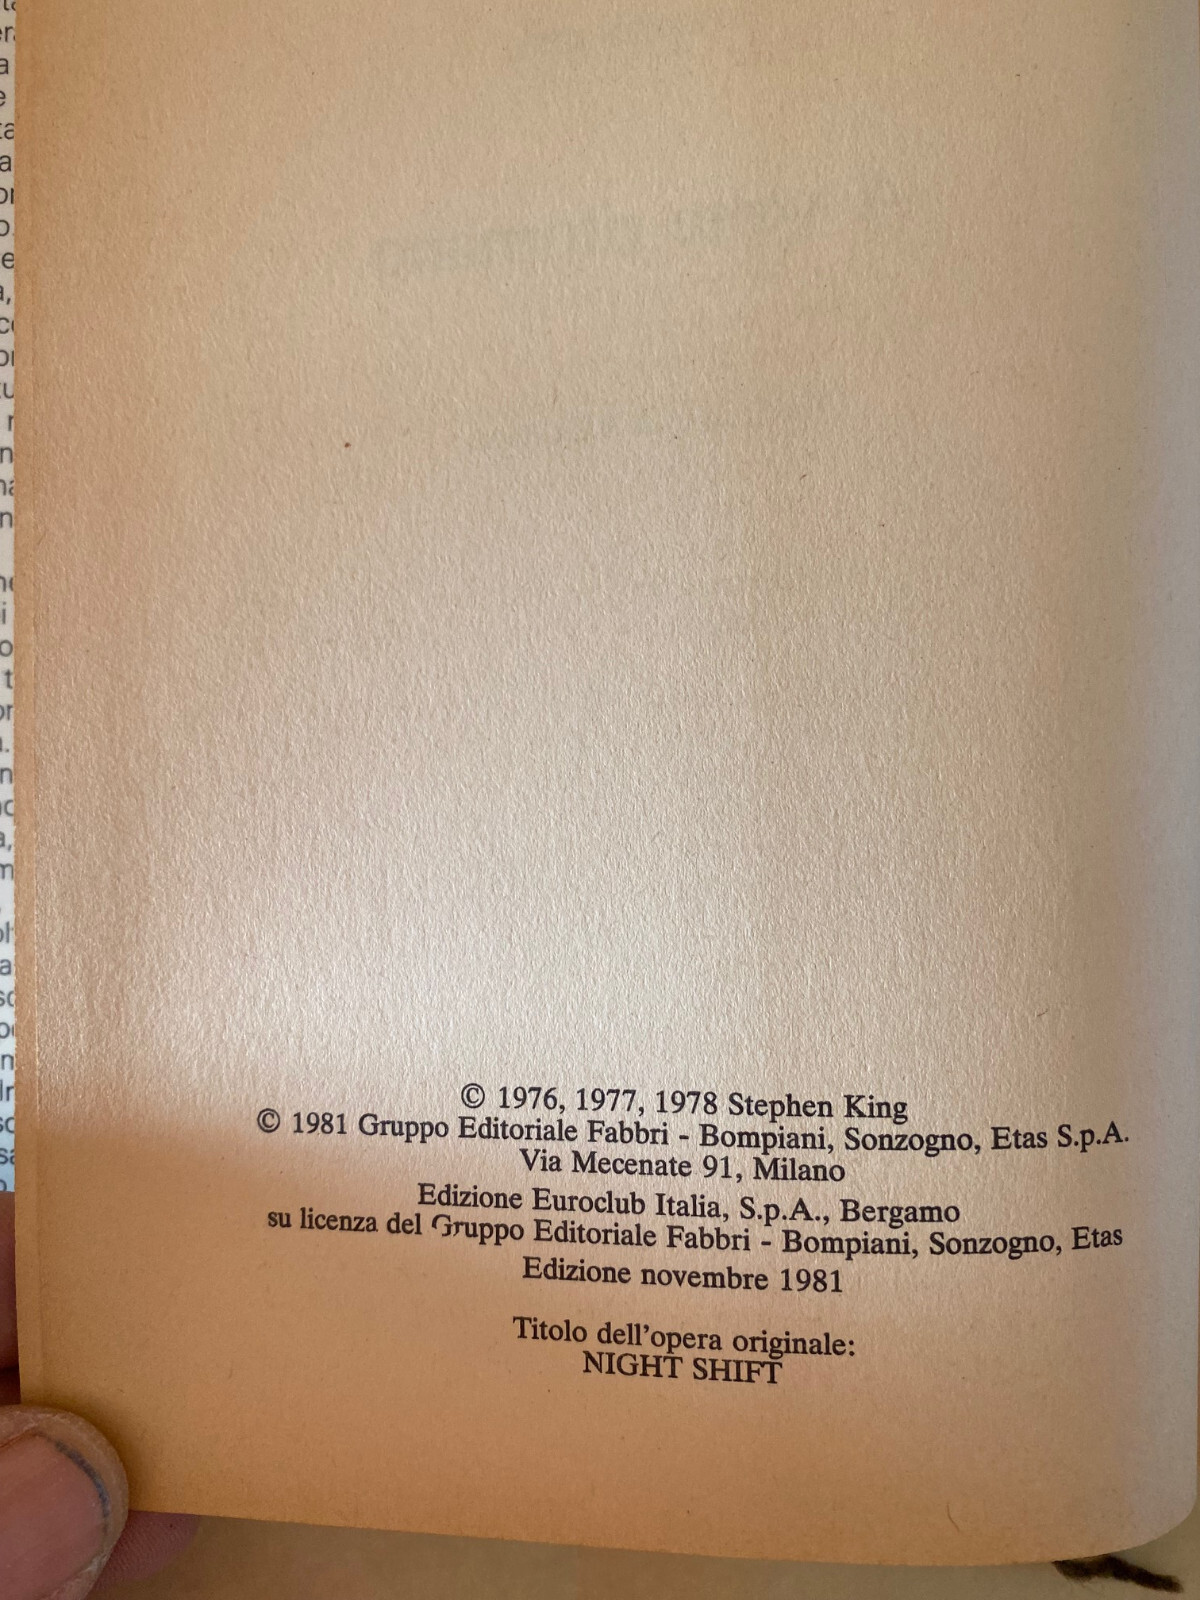 © 1976, 1977, 1978 Stephen King
© 1981 Gruppo Editoriale Fabbri - Bompiani, Sonzogno, Etas S.p.A.
Via Mecenate 91, Milano
Edizione Euroclub Italia, S.p.A., Bergamo
su licenza del Gruppo Editoriale Fabbri - Bompiani, Sonzogno, Etas
Edizione novembre 1981
Titolo dell'opera originale:
NIGHT SHIFT